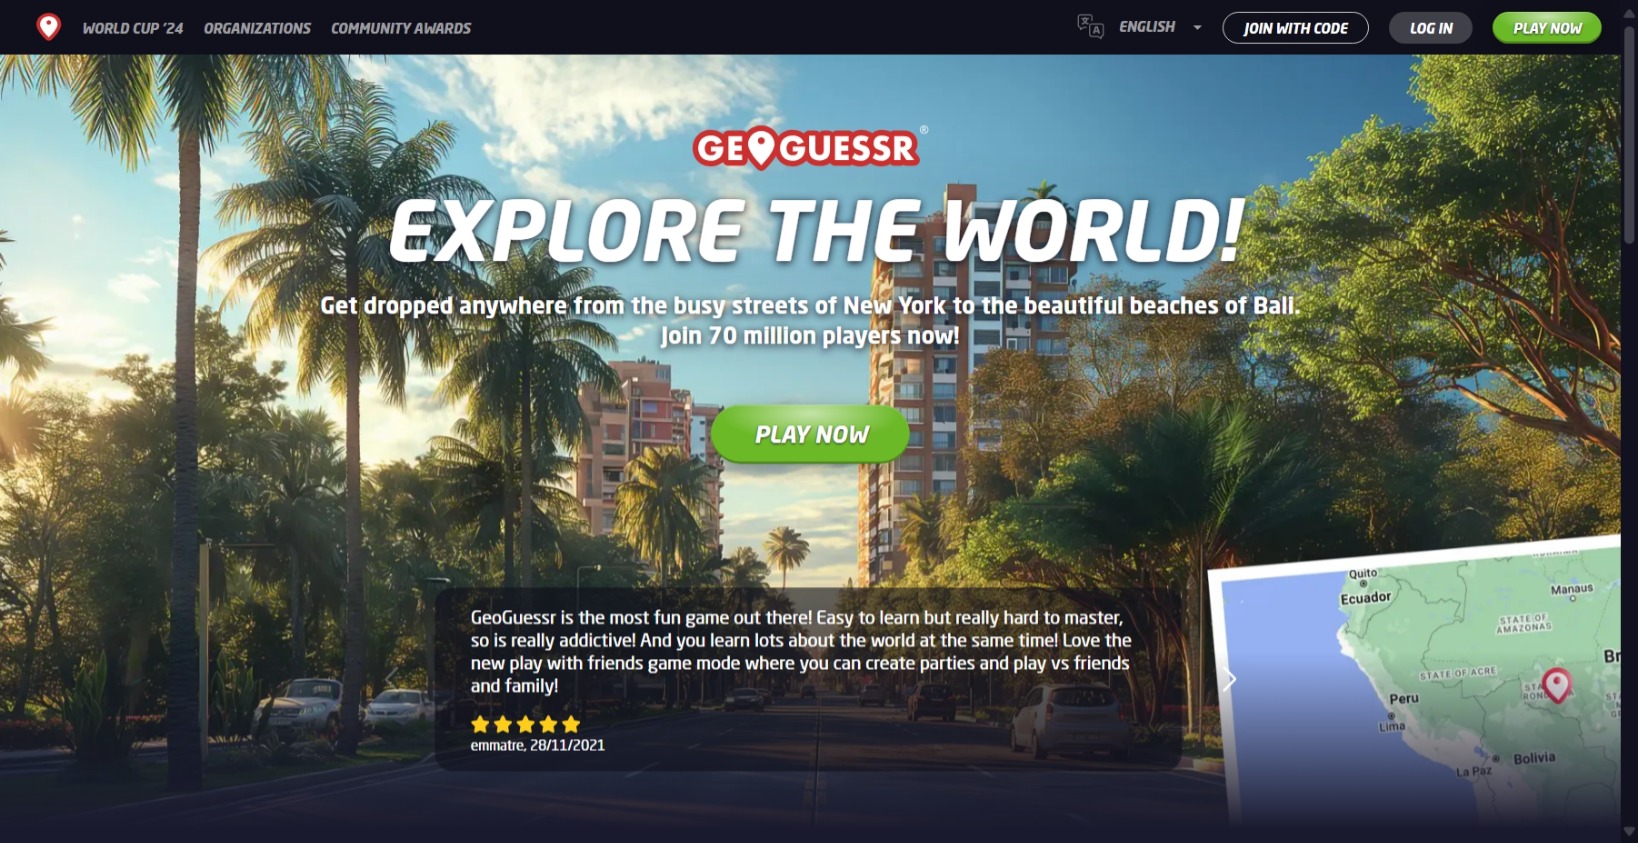 WORLD CUP '24
ORGANIZATIONS
COMMUNITY AWARDS
文
A
ENGLISH
JOIN WITH CODE
LOG IN
PLAY NOW
GEOGUESSR®
EXPLORE THE WORLD!
Get dropped anywhere from the busy streets of New York to the beautiful beaches of Bali.
Join 70 million players now!
PLAY NOW
GeoGuessr is the most fun game out there! Easy to learn but really hard to master,
so is really addictive! And you learn lots about the world at the same time! Love the
new play with friends game mode where you can create parties and play vs friends
and family!
emmatre, 28/11/2021
Quito
Ecuador
Manaus
STATE OF
AMAZONAS
Br
STATE OF ACRE
Peru
Lima
La Paz
Bolivia